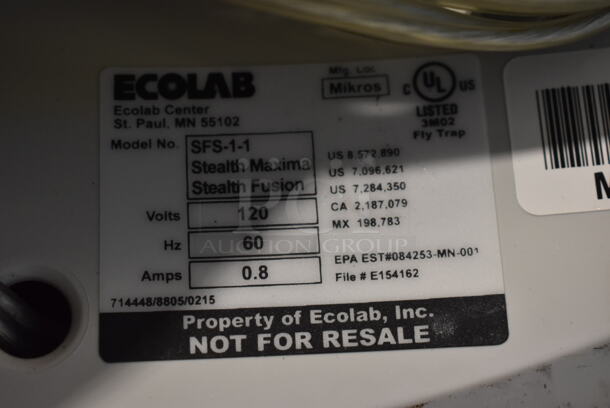 ECOLAB
Ecolab Center
St. Paul, MN 55102
Mfg. Loc.
Mikros
C UL US
LISTED
3M02
Fly Trap
Model No. SFS-1-1
Stealth Maxima
Stealth Fusion
Volts 120
Hz 60
Amps 0.8
US 8,572,890
US 7,096,621
US 7,284,350
CA 2,187,079
MX 198,783
EPA EST#084253-MN-001
File # E154162
714448/8805/0215
Property of Ecolab, Inc.
NOT FOR RESALE
AUCTION GROUP
M